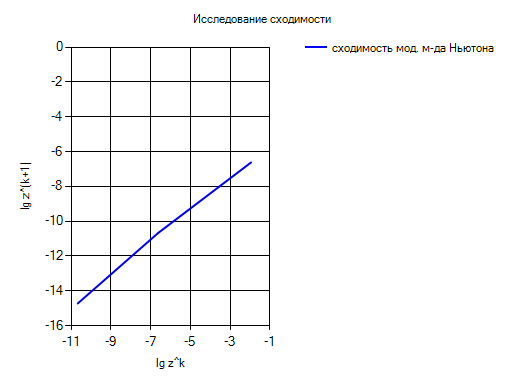 Исследование сходимости
сходимость мод. м-да Ньютона
0
-2
-4
-6
-8
-10
-12
-14
-16
lg z^(k+1|
-11 -9 -7 -5 -3 -1
lg z^k